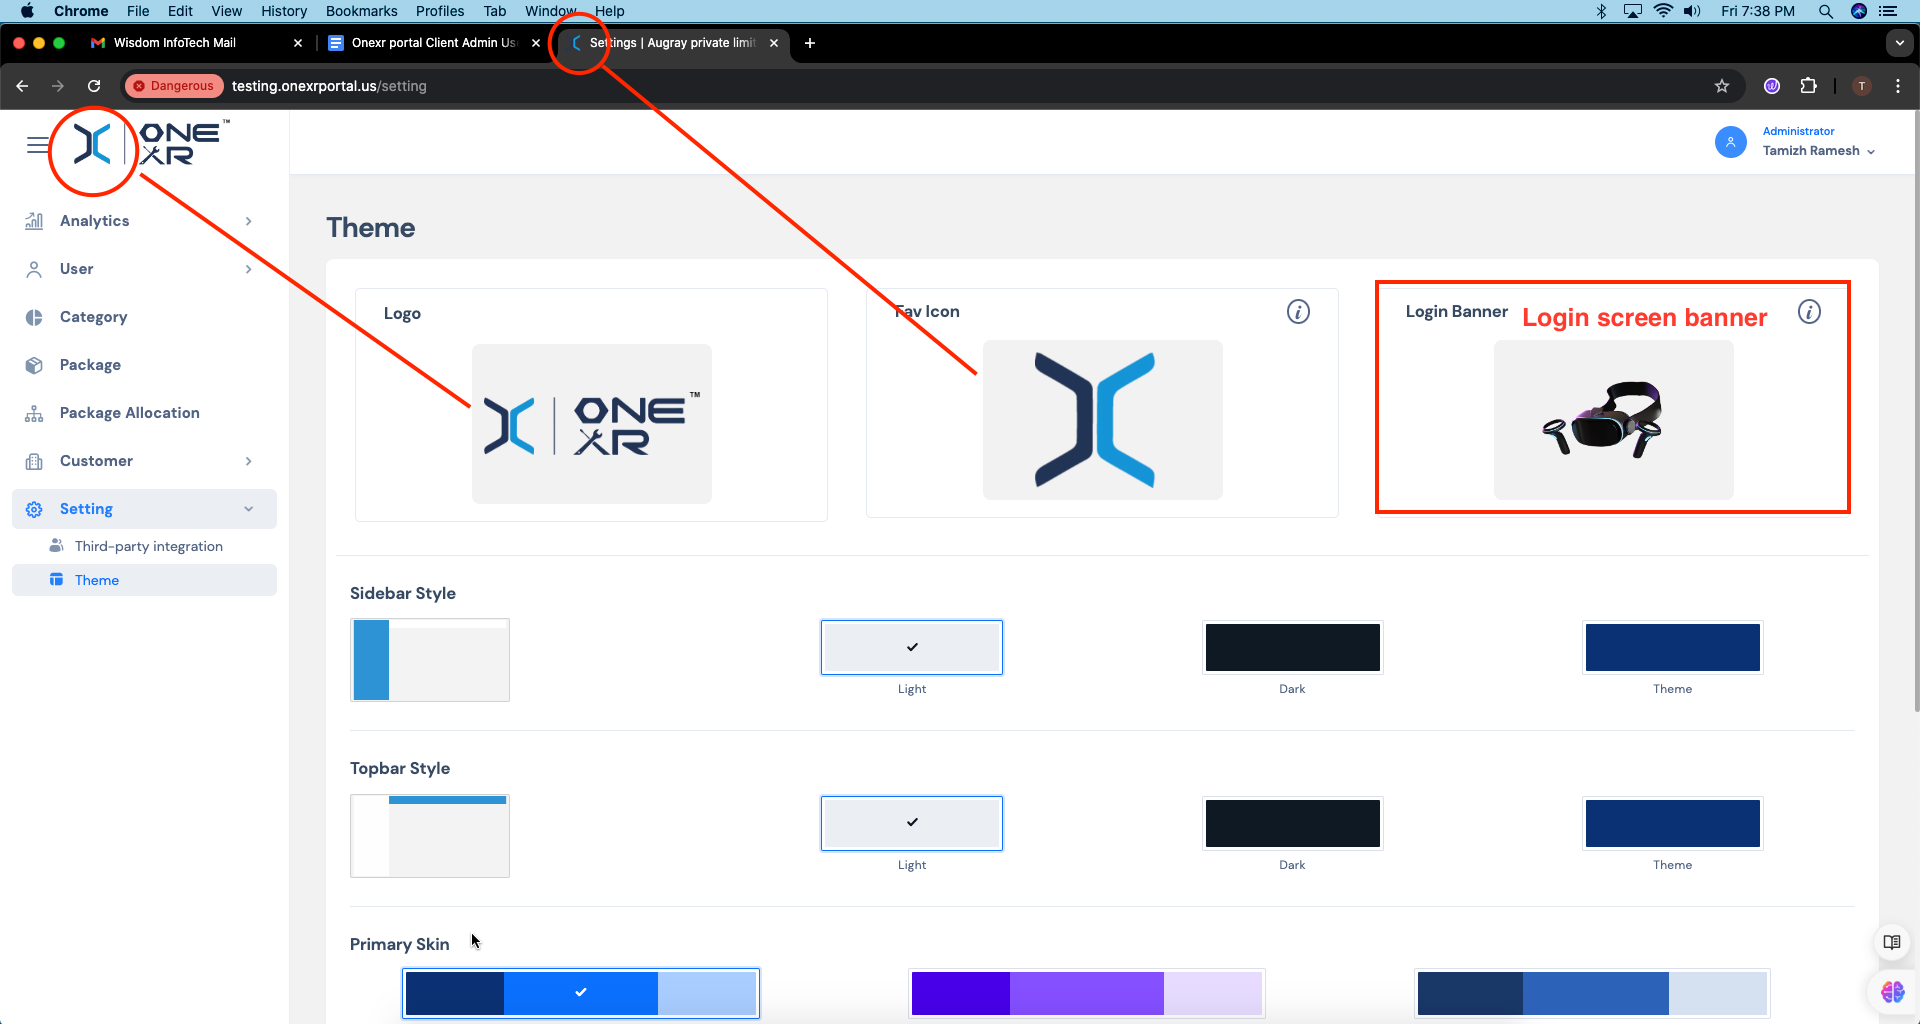 Chrome File Edit View History Bookmarks Profiles Tab Window Help Fri 7:38 PM
Wisdom InfoTech Mail Onexr portal Client Admin Us Settings | Augray private limit
Dangerous testing.onexrportal.us/setting T
ONE XR ™
Administrator
Tamizh Ramesh
Analytics
User
Category
Package
Package Allocation
Customer
Setting
Third-party integration
Theme
Theme
Logo
ONE XR ™
Fav Icon i
Login Banner Login screen banner i
Sidebar Style
Light Dark Theme
Topbar Style
Light Dark Theme
Primary Skin